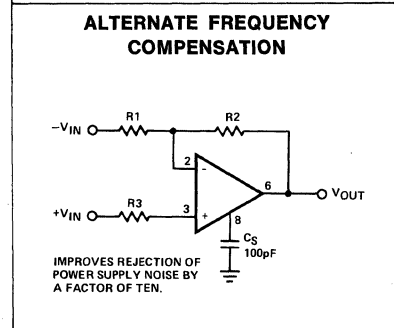 ALTERNATE FREQUENCY
COMPENSATION
R1
R2
-VIN
2
-
6
VOUT
+VIN
R3
3
+
8
CS
100pF
IMPROVES REJECTION OF
POWER SUPPLY NOISE BY
A FACTOR OF TEN.